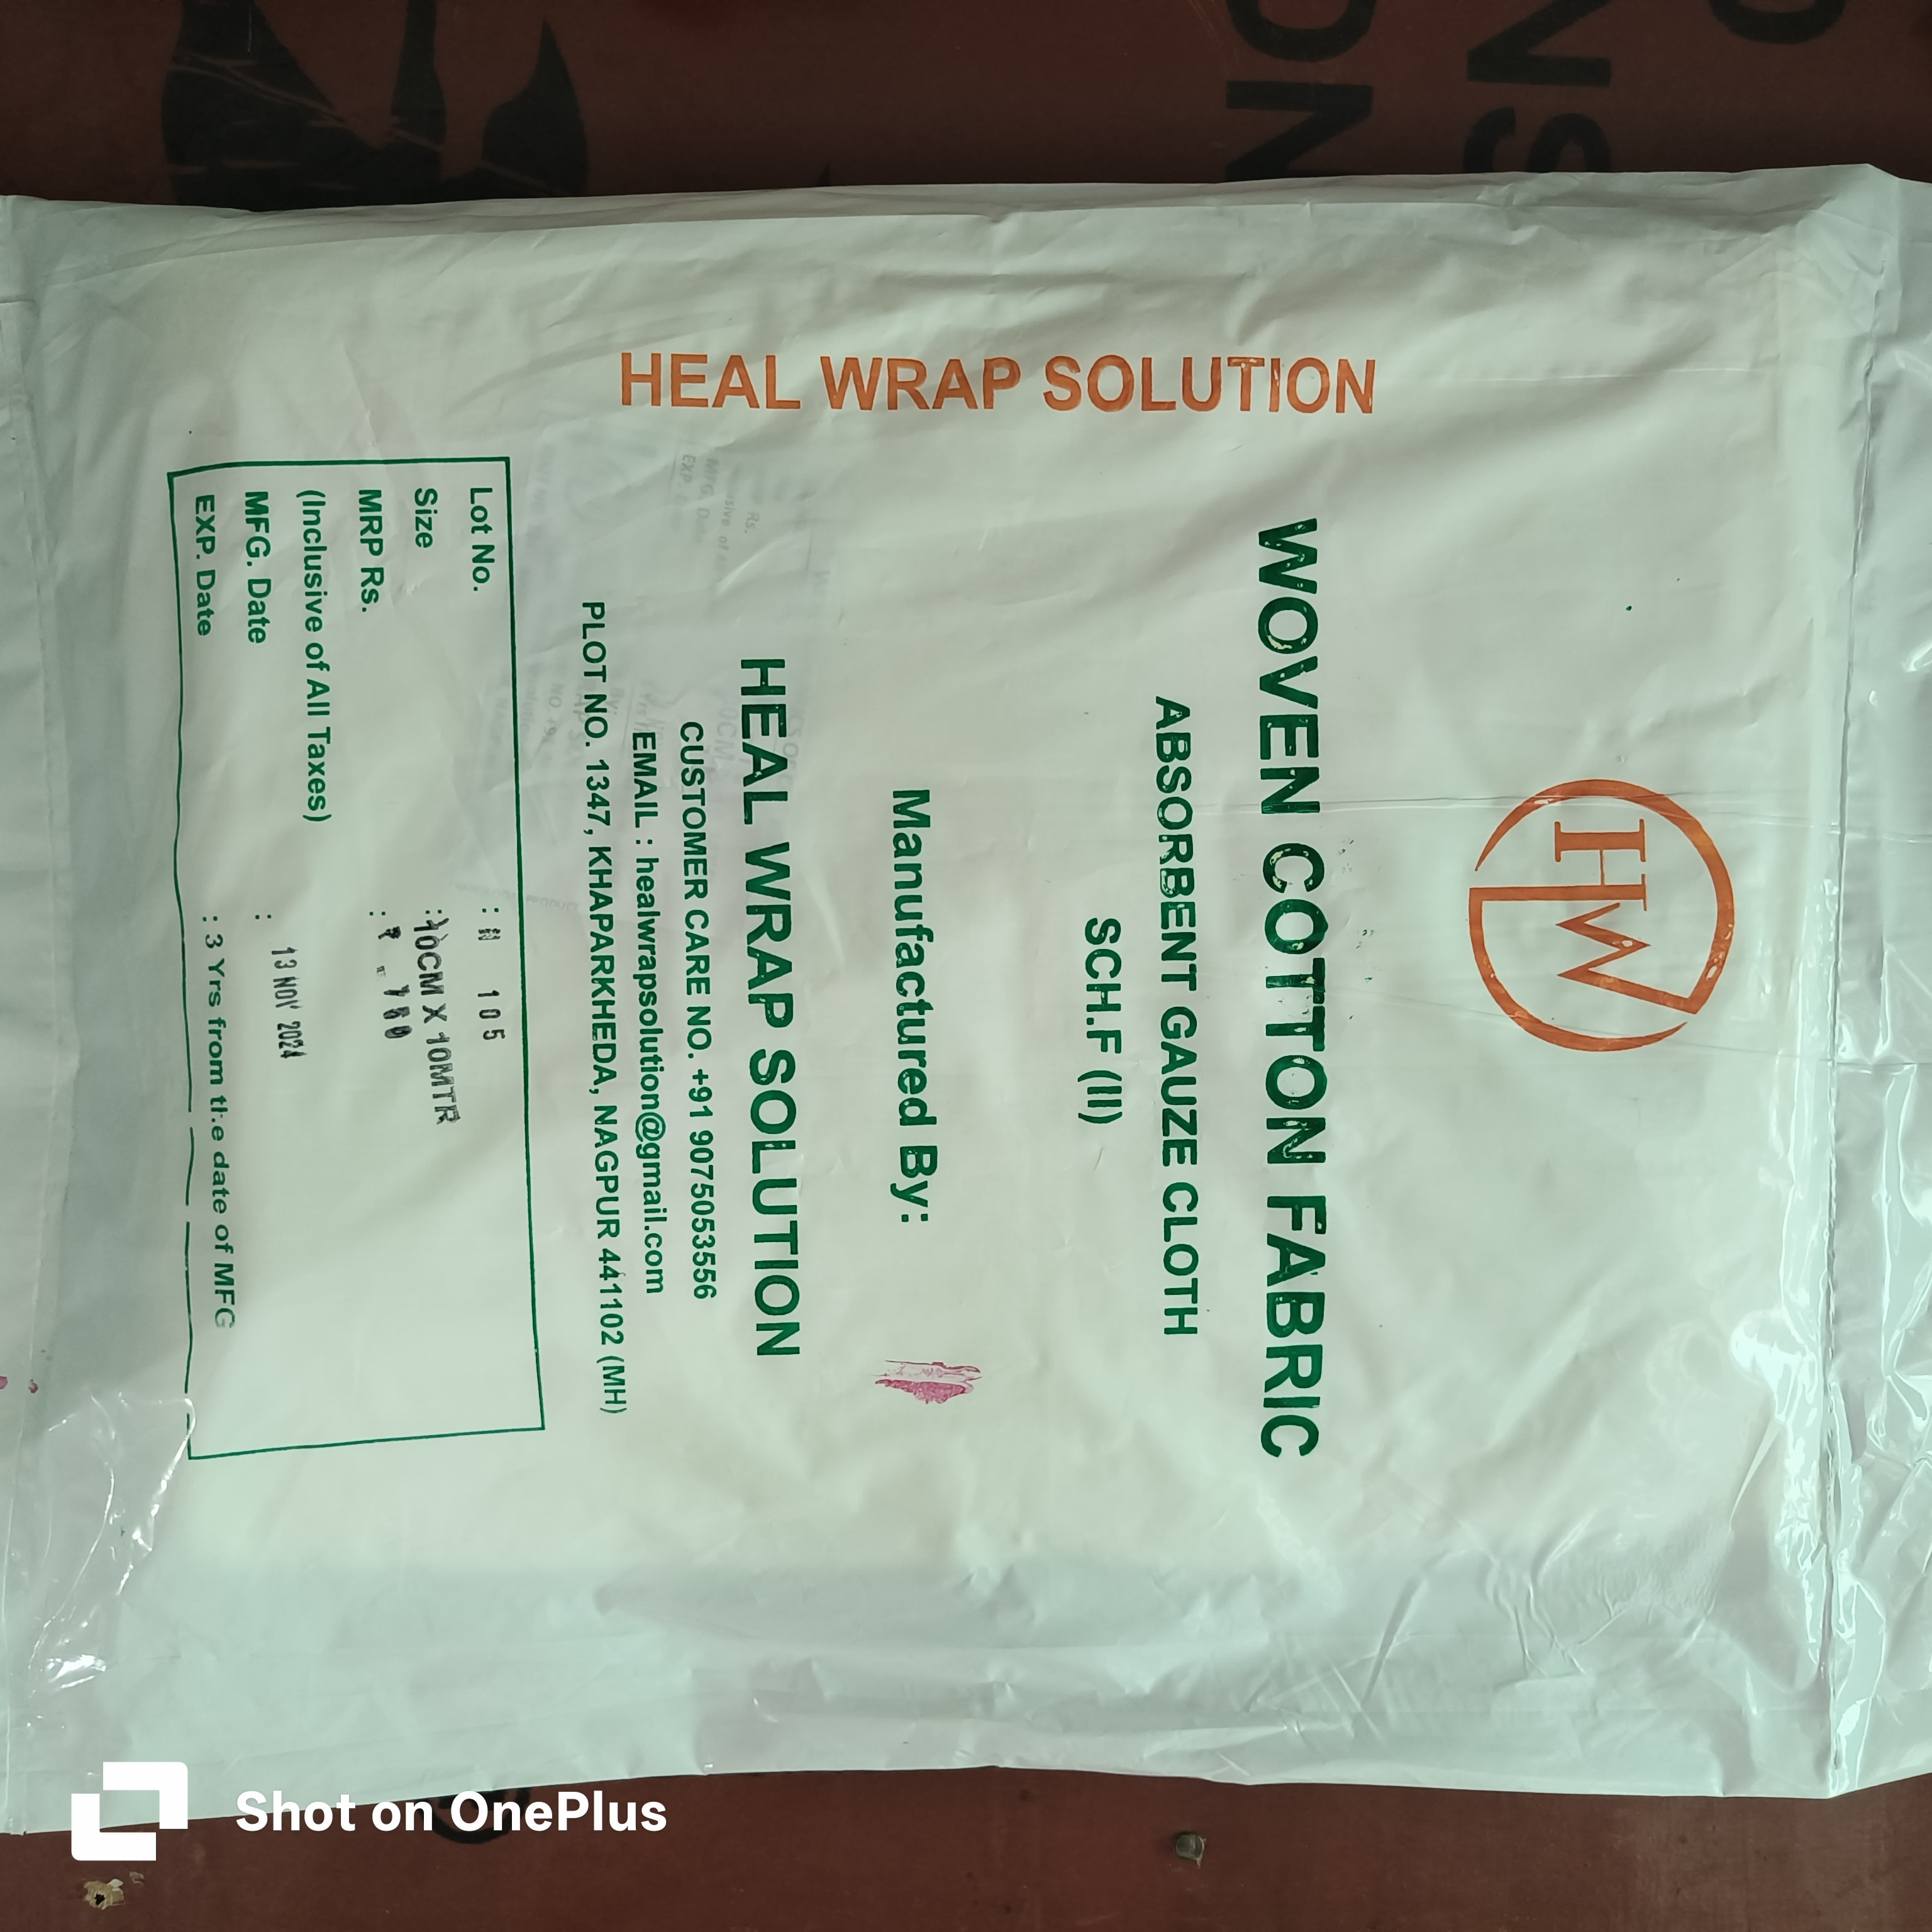 HEAL WRAP SOLUTION
HW
WOVEN COTTON FABRIC
ABSORBENT GAUZE CLOTH
SCH.F (II)
Manufactured By:
HEAL WRAP SOLUTION
CUSTOMER CARE NO. +91 9075053556
EMAIL : healwrapsolution@gmail.com
PLOT NO. 1347, KHAPARKHEDA, NAGPUR 441102 (MH)
Lot No. : N 105
Size : 40CM X 10MTR
MRP Rs. :
(Inclusive of All Taxes)
MFG. Date : 13 NOV 2024
EXP. Date : 3 Yrs from the date of MFG
Shot on OnePlus